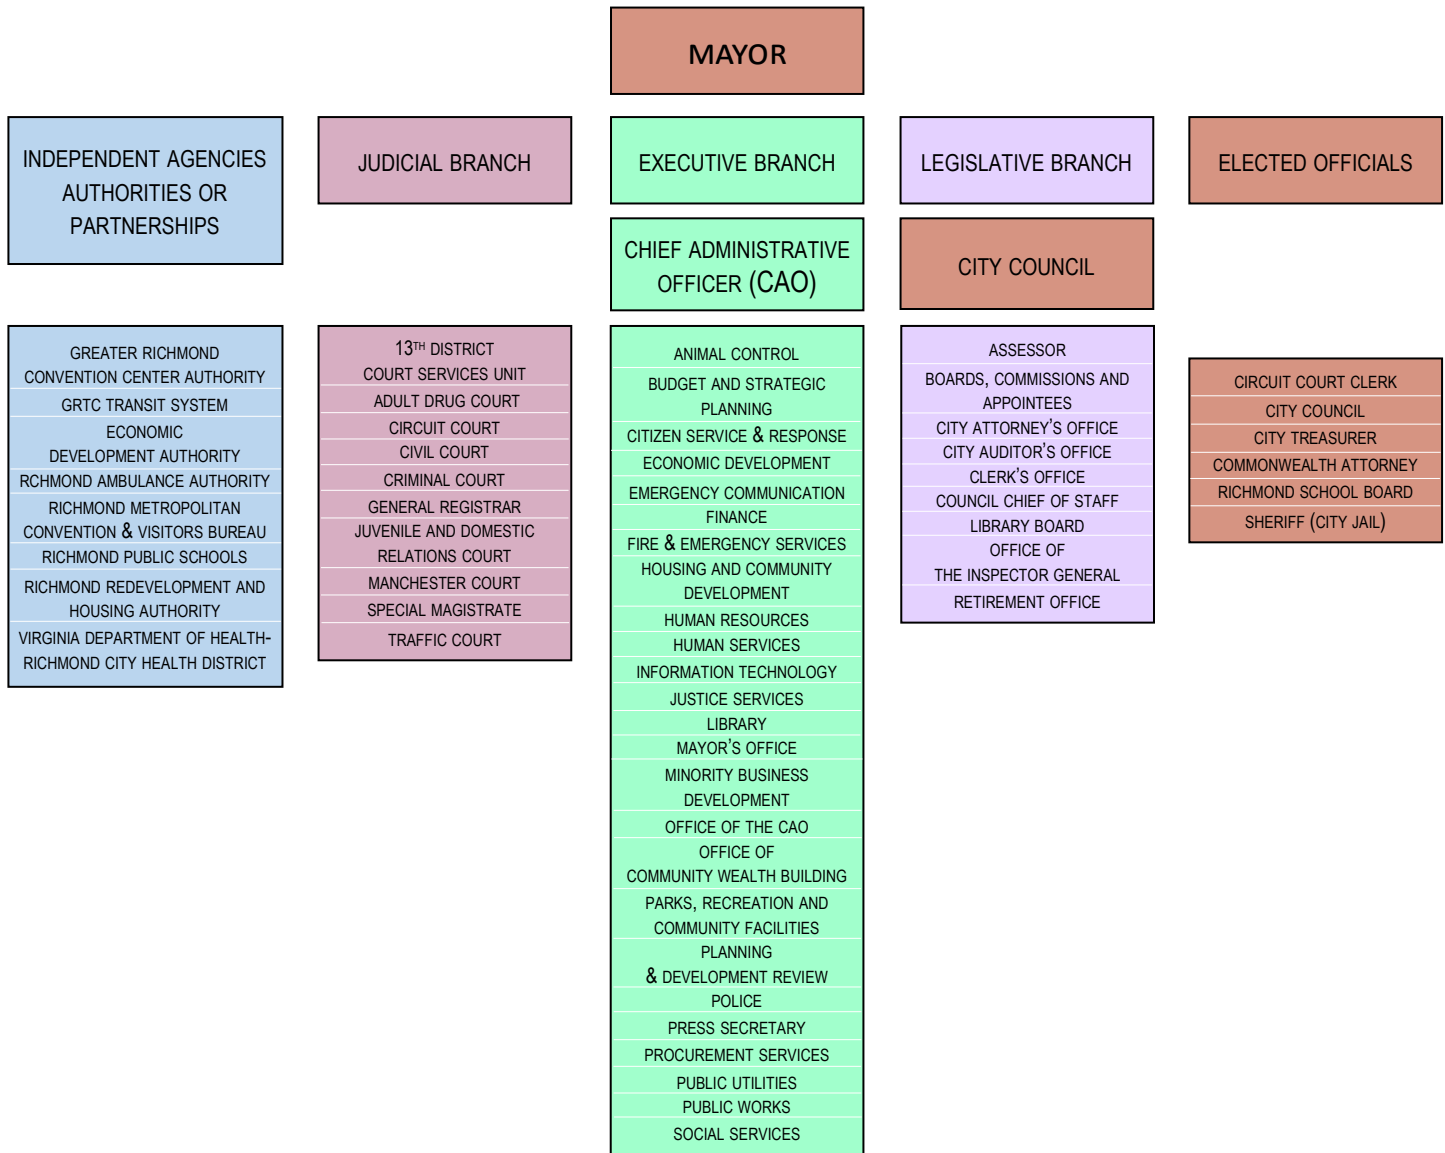 MAYOR
INDEPENDENT AGENCIES
AUTHORITIES OR
PARTNERSHIPS
JUDICIAL BRANCH
EXECUTIVE BRANCH
LEGISLATIVE BRANCH
ELECTED OFFICIALS
CHIEF ADMINISTRATIVE
OFFICER (CAO)
CITY COUNCIL
GREATER RICHMOND
CONVENTION CENTER AUTHORITY
GRTC TRANSIT SYSTEM
ECONOMIC
DEVELOPMENT AUTHORITY
RCHMOND AMBULANCE AUTHORITY
RICHMOND METROPOLITAN
CONVENTION & VISITORS BUREAU
RICHMOND PUBLIC SCHOOLS
RICHMOND REDEVELOPMENT AND
HOUSING AUTHORITY
VIRGINIA DEPARTMENT OF HEALTH-
RICHMOND CITY HEALTH DISTRICT
13TH DISTRICT
COURT SERVICES UNIT
ADULT DRUG COURT
CIRCUIT COURT
CIVIL COURT
CRIMINAL COURT
GENERAL REGISTRAR
JUVENILE AND DOMESTIC
RELATIONS COURT
MANCHESTER COURT
SPECIAL MAGISTRATE
TRAFFIC COURT
ANIMAL CONTROL
BUDGET AND STRATEGIC
PLANNING
CITIZEN SERVICE & RESPONSE
ECONOMIC DEVELOPMENT
EMERGENCY COMMUNICATION
FINANCE
FIRE & EMERGENCY SERVICES
HOUSING AND COMMUNITY
DEVELOPMENT
HUMAN RESOURCES
HUMAN SERVICES
INFORMATION TECHNOLOGY
JUSTICE SERVICES
LIBRARY
MAYOR'S OFFICE
MINORITY BUSINESS
DEVELOPMENT
OFFICE OF THE CAO
OFFICE OF
COMMUNITY WEALTH BUILDING
PARKS, RECREATION AND
COMMUNITY FACILITIES
PLANNING
& DEVELOPMENT REVIEW
POLICE
PRESS SECRETARY
PROCUREMENT SERVICES
PUBLIC UTILITIES
PUBLIC WORKS
SOCIAL SERVICES
ASSESSOR
BOARDS, COMMISSIONS AND
APPOINTEES
CITY ATTORNEY'S OFFICE
CITY AUDITOR'S OFFICE
CLERK'S OFFICE
COUNCIL CHIEF OF STAFF
LIBRARY BOARD
OFFICE OF
THE INSPECTOR GENERAL
RETIREMENT OFFICE
CIRCUIT COURT CLERK
CITY COUNCIL
CITY TREASURER
COMMONWEALTH ATTORNEY
RICHMOND SCHOOL BOARD
SHERIFF (CITY JAIL)